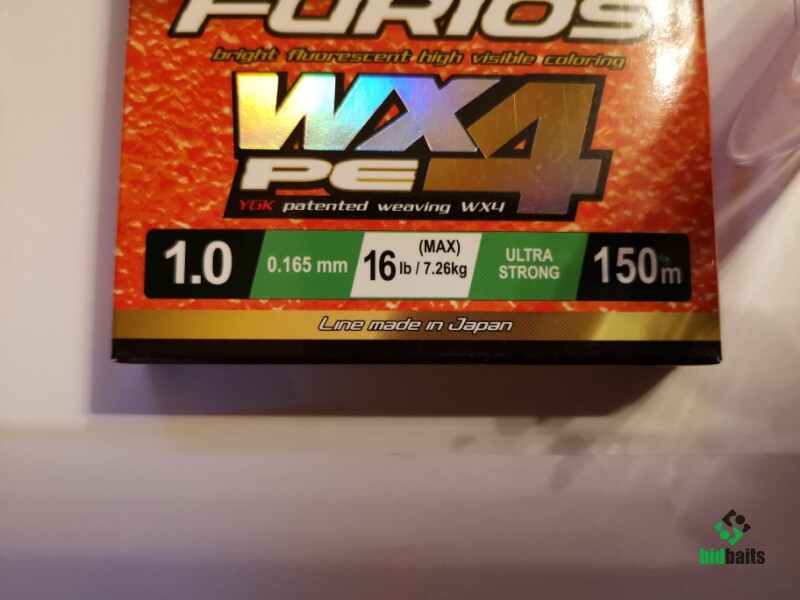 FURIOS
bright fluorescent high visible coloring
WX4
PE
YGK patented weaving WX4
1.0 0.165 mm 16 lb / 7.26kg (MAX) ULTRA STRONG 150m
Line made in Japan
bidbaits